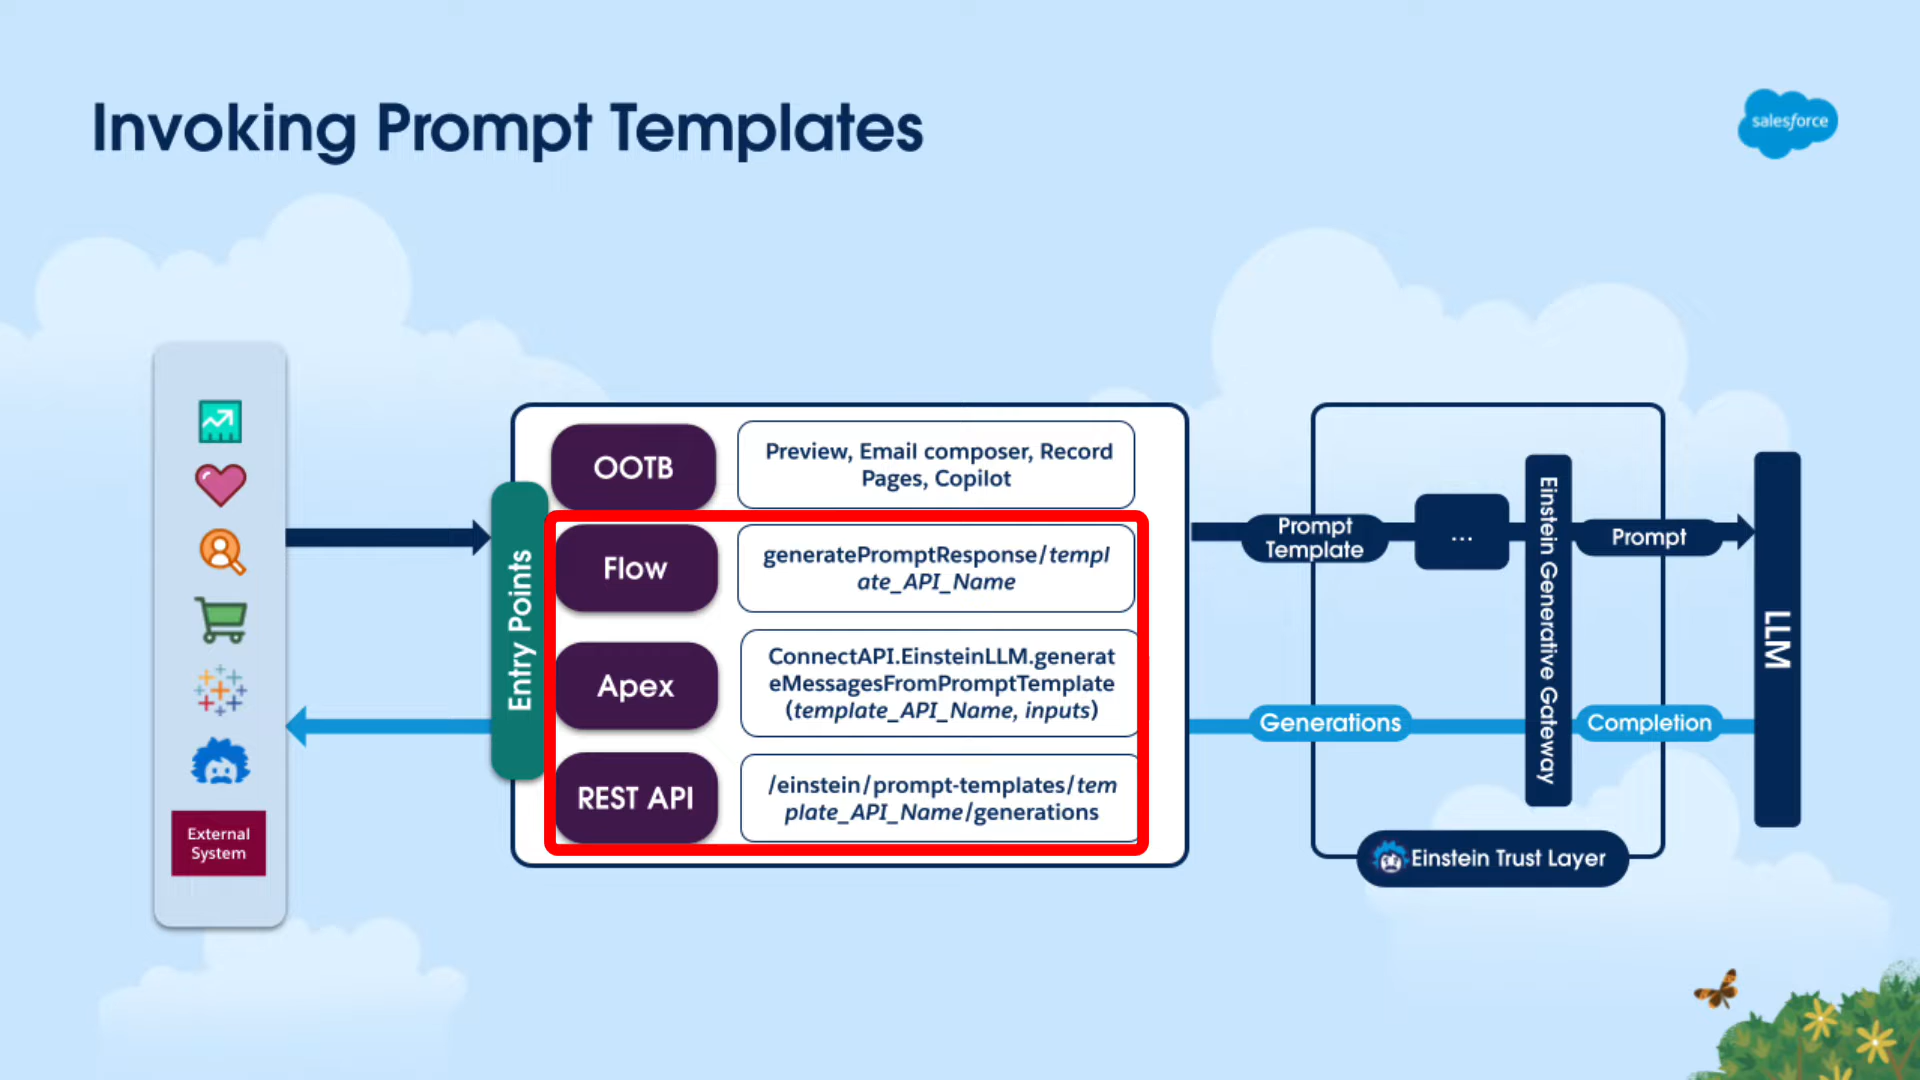 Invoking Prompt Templates
salesforce
External
System
Entry Points
OOTB
Preview, Email composer, Record
Pages, Copilot
Flow
generatePromptResponse/templ
ate_API_Name
Apex
ConnectAPI.EinsteinLLM.generat
eMessagesFromPromptTemplate
(template_API_Name, inputs)
REST API
/einstein/prompt-templates/tem
plate_API_Name/generations
Prompt
Template
...
Einstein Generative Gateway
Prompt
LLM
Generations
Completion
Einstein Trust Layer